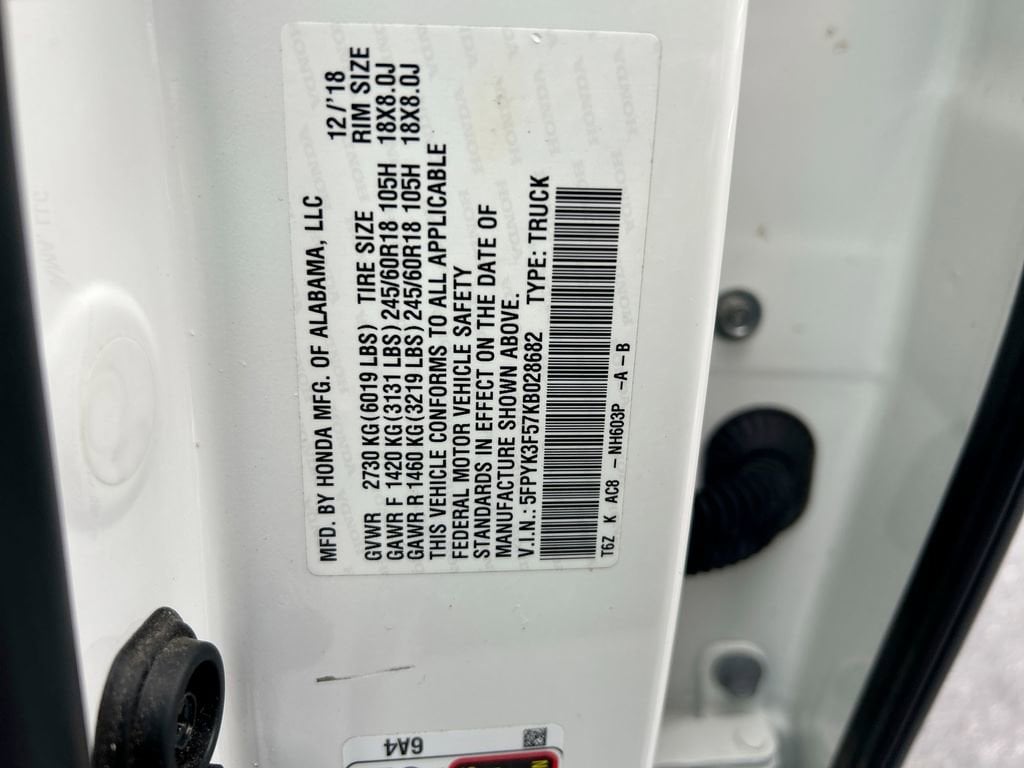 MFD. BY HONDA MFG. OF ALABAMA, LLC 12/'18
GVWR 2730 KG(6019 LBS) TIRE SIZE RIM SIZE
GAWR F 1420 KG(3131 LBS) 245/60R18 105H 18X8.0J
GAWR R 1460 KG(3219 LBS) 245/60R18 105H 18X8.0J
THIS VEHICLE CONFORMS TO ALL APPLICABLE
FEDERAL MOTOR VEHICLE SAFETY
STANDARDS IN EFFECT ON THE DATE OF
MANUFACTURE SHOWN ABOVE.
V.I.N.: 5FPYK3F57KB028682 TYPE: TRUCK
T6Z K AC8 - NH603P -A-B
6A4